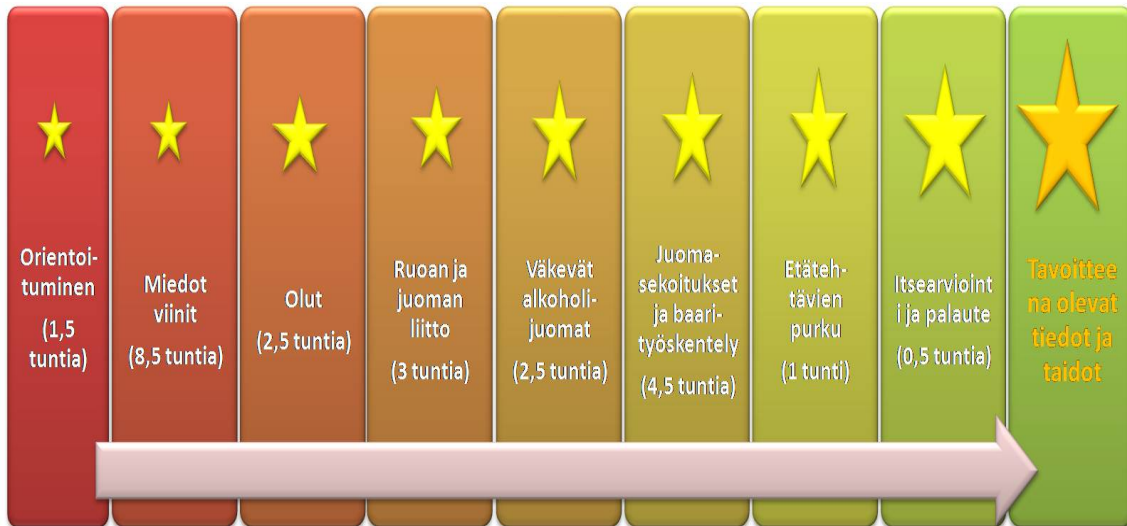 Orientoi-
tuminen
(1,5
tuntia)
Miedot
viinit
(8,5 tuntia)
Olut
(2,5 tuntia)
Ruoan ja
juoman
liitto
(3 tuntia)
Väkevät
alkoholi-
juomat
(2,5 tuntia)
Juoma-
sekoitukset
ja baari-
työskentely
(4,5 tuntia)
Etäteh-
tävien
purku
(1 tunti)
Itsearvioint
i ja palaute
(0,5 tuntia)
Tavoittee
na olevat
tiedot ja
taidot